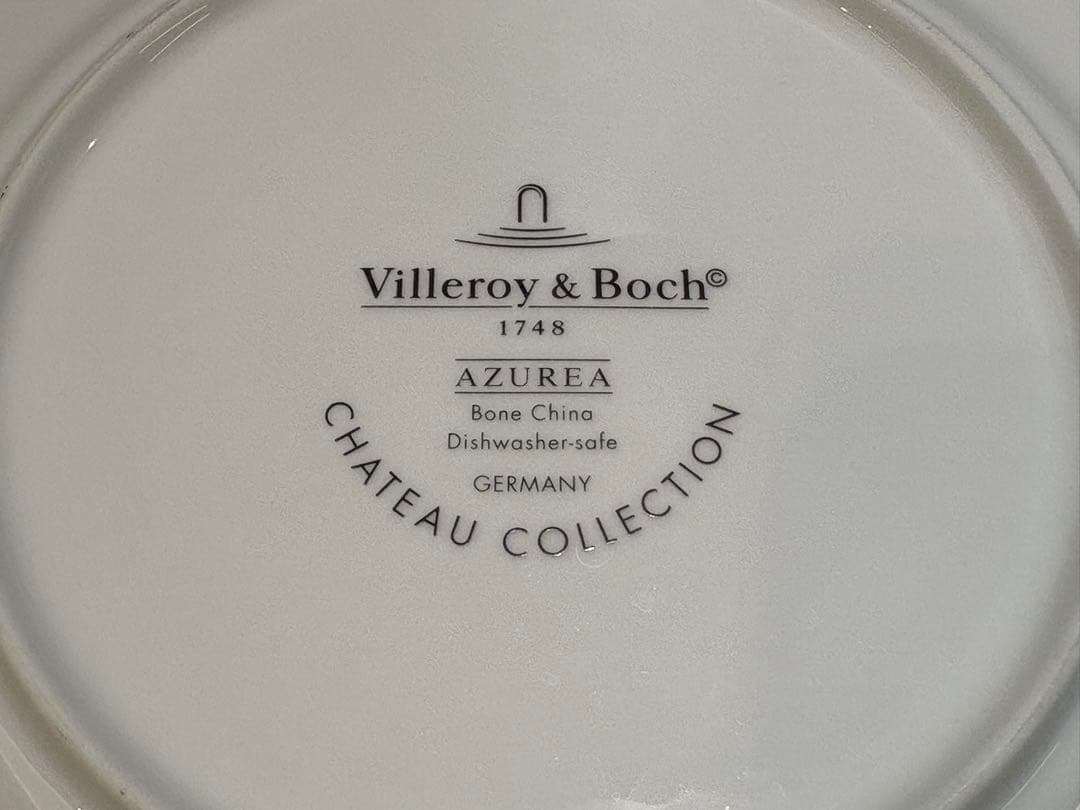 Villeroy & Boch©
1748
AZUREA
Bone China
Dishwasher-safe
GERMANY
CHATEAU COLLECTION